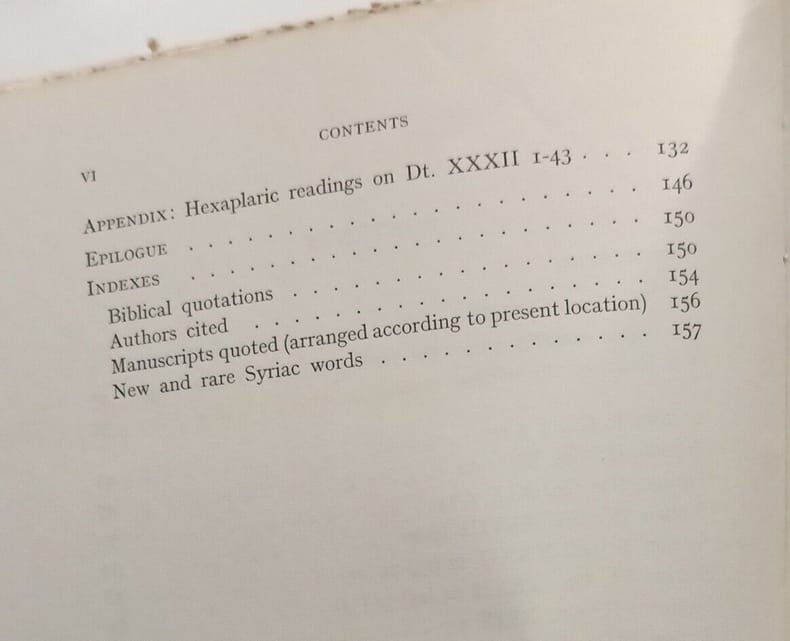 CONTENTS
VI
APPENDIX: Hexaplaric readings on Dt. XXXII 1-43 . . . 132
EPILOGUE . . . . . . . . . . . . . . . . . . 146
INDEXES . . . . . . . . . . . . . . . . . . 150
Biblical quotations . . . . . . . . . . . . . . 150
Authors cited . . . . . . . . . . . . . . . . 154
Manuscripts quoted (arranged according to present location) 156
New and rare Syriac words . . . . . . . . . . . 157